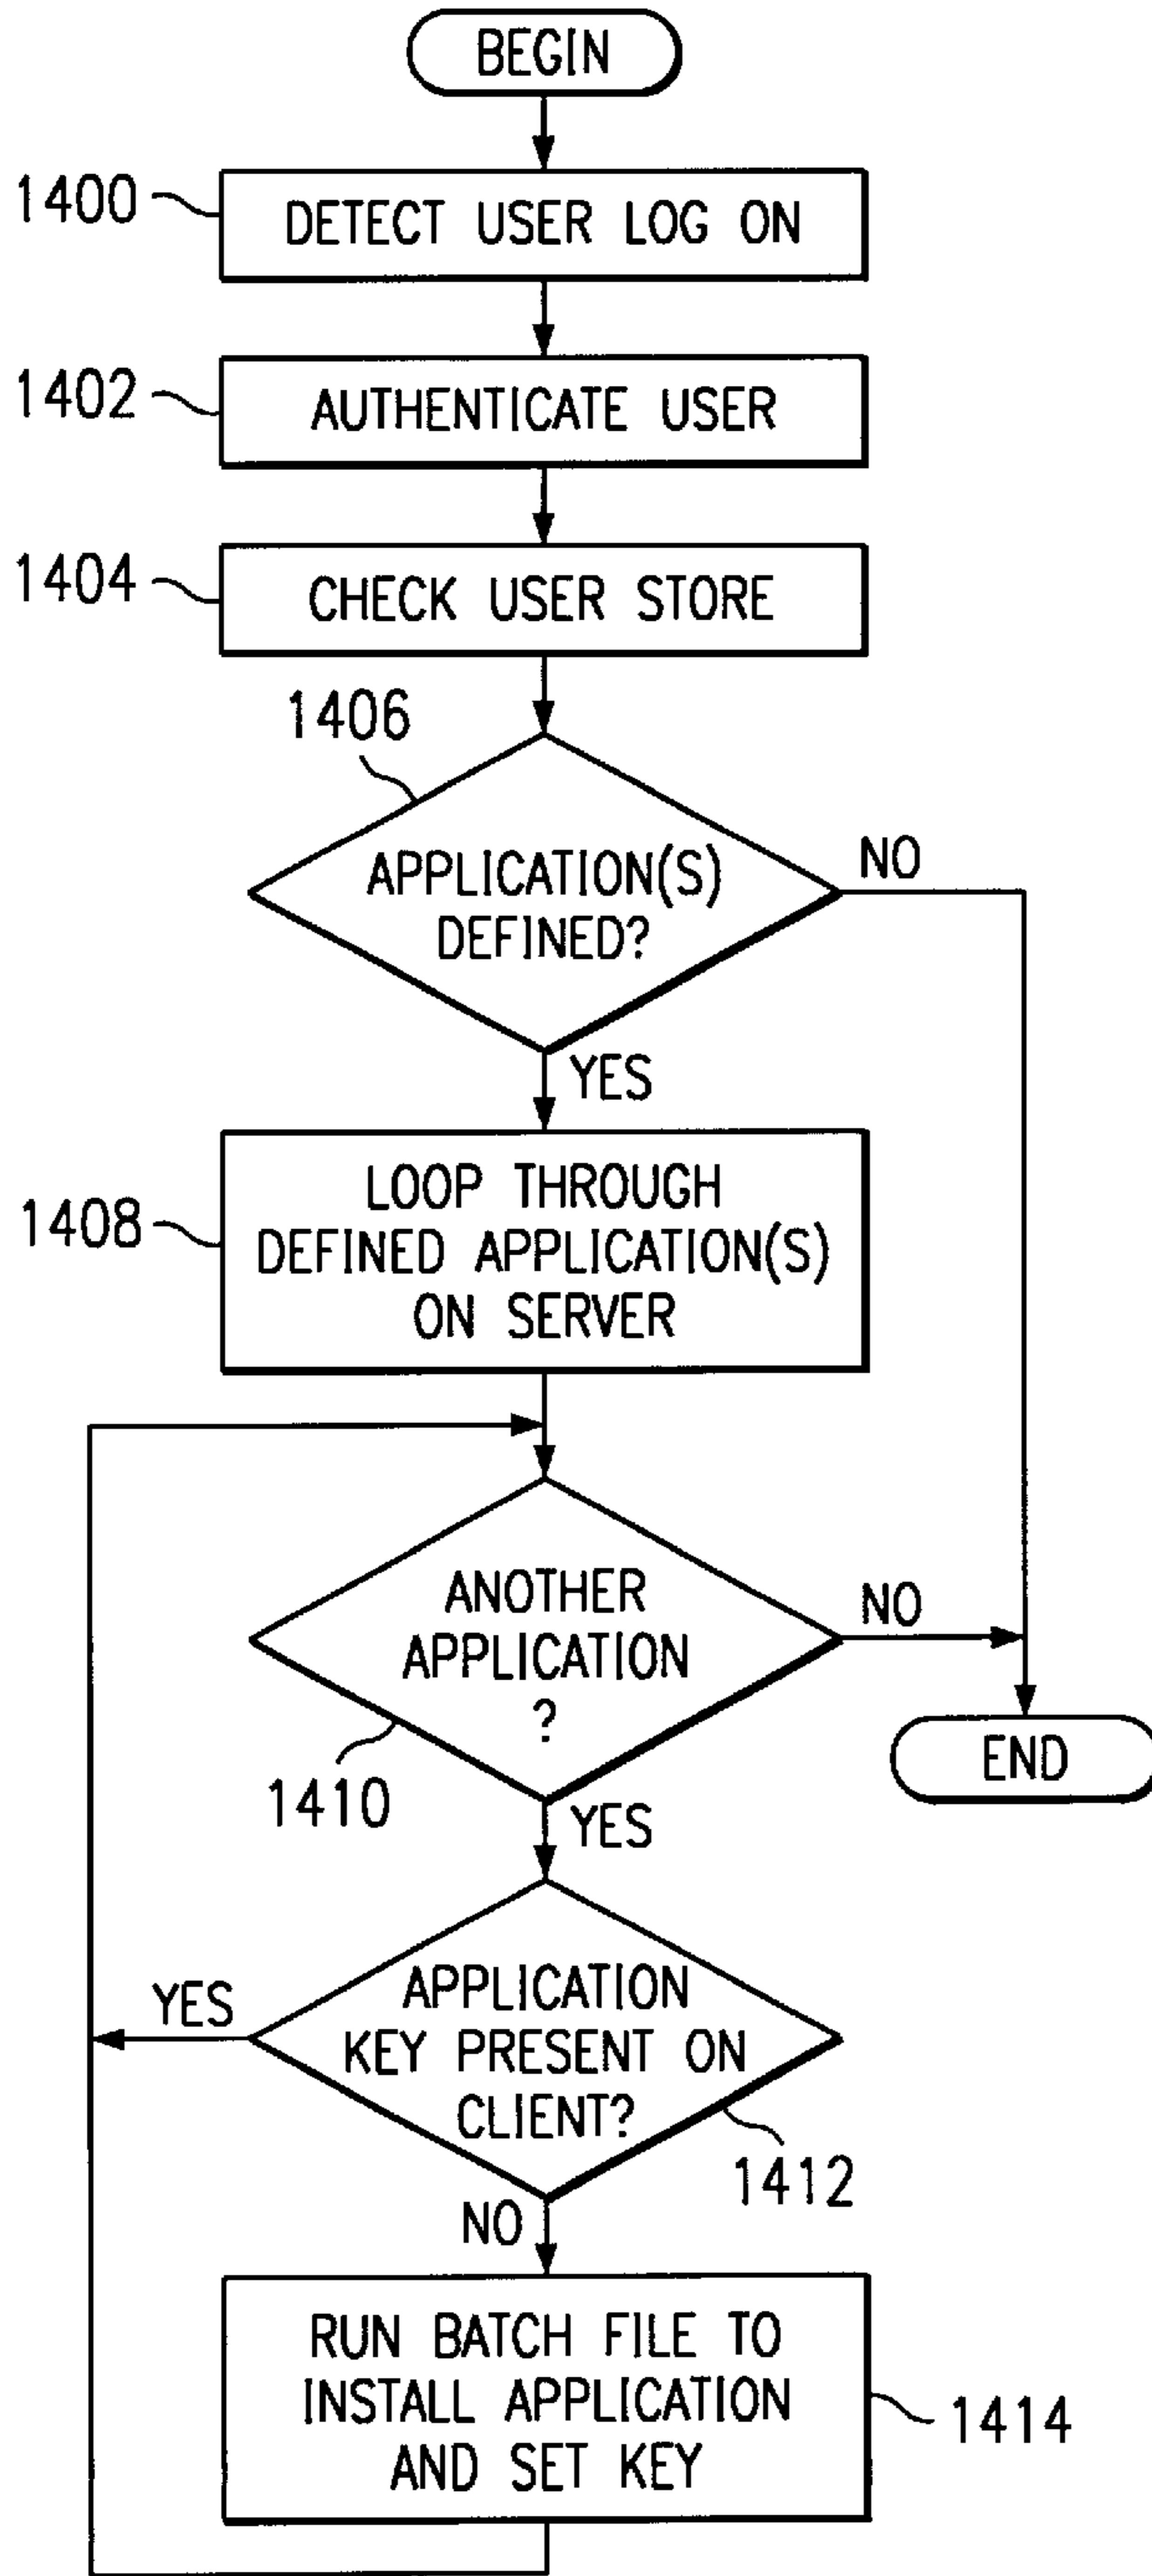 BEGIN
1400
DETECT USER LOG ON
1402
AUTHENTICATE USER
1404
CHECK USER STORE
1406
APPLICATION(S)
DEFINED?
NO
YES
1408
LOOP THROUGH
DEFINED APPLICATION(S)
ON SERVER
ANOTHER
APPLICATION
?
NO
1410
END
YES
APPLICATION
KEY PRESENT ON
CLIENT?
YES
1412
NO
RUN BATCH FILE TO
INSTALL APPLICATION
AND SET KEY
1414